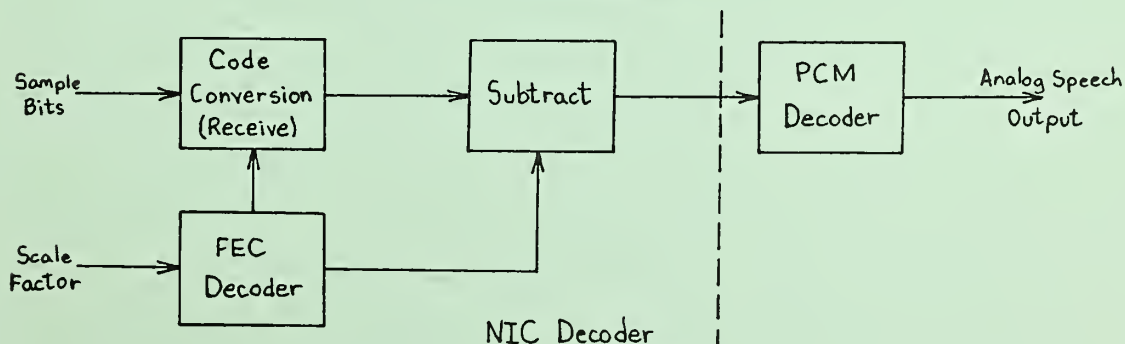 Sample
Bits
Code
Conversion
(Receive)
Subtract
PCM
Decoder
Analog Speech
Output
Scale
Factor
FEC
Decoder
NIC Decoder